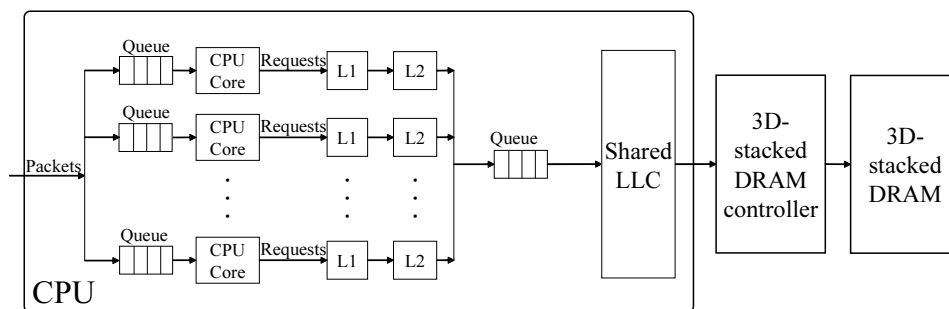 Queue
CPU
Core
Requests
L1
L2
Queue
CPU
Core
Requests
L1
L2
Packets
Queue
Shared
LLC
3D-
stacked
DRAM
controller
3D-
stacked
DRAM
Queue
CPU
Core
Requests
L1
L2
CPU